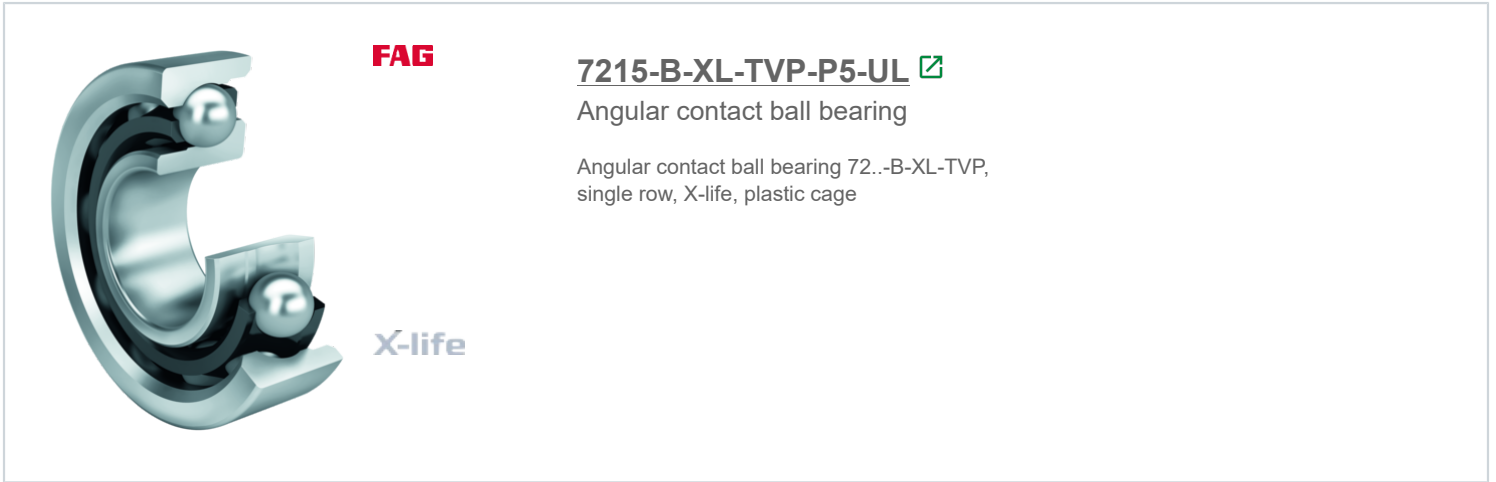 FAG
7215-B-XL-TVP-P5-UL
Angular contact ball bearing
Angular contact ball bearing 72..-B-XL-TVP,
single row, X-life, plastic cage
X-life